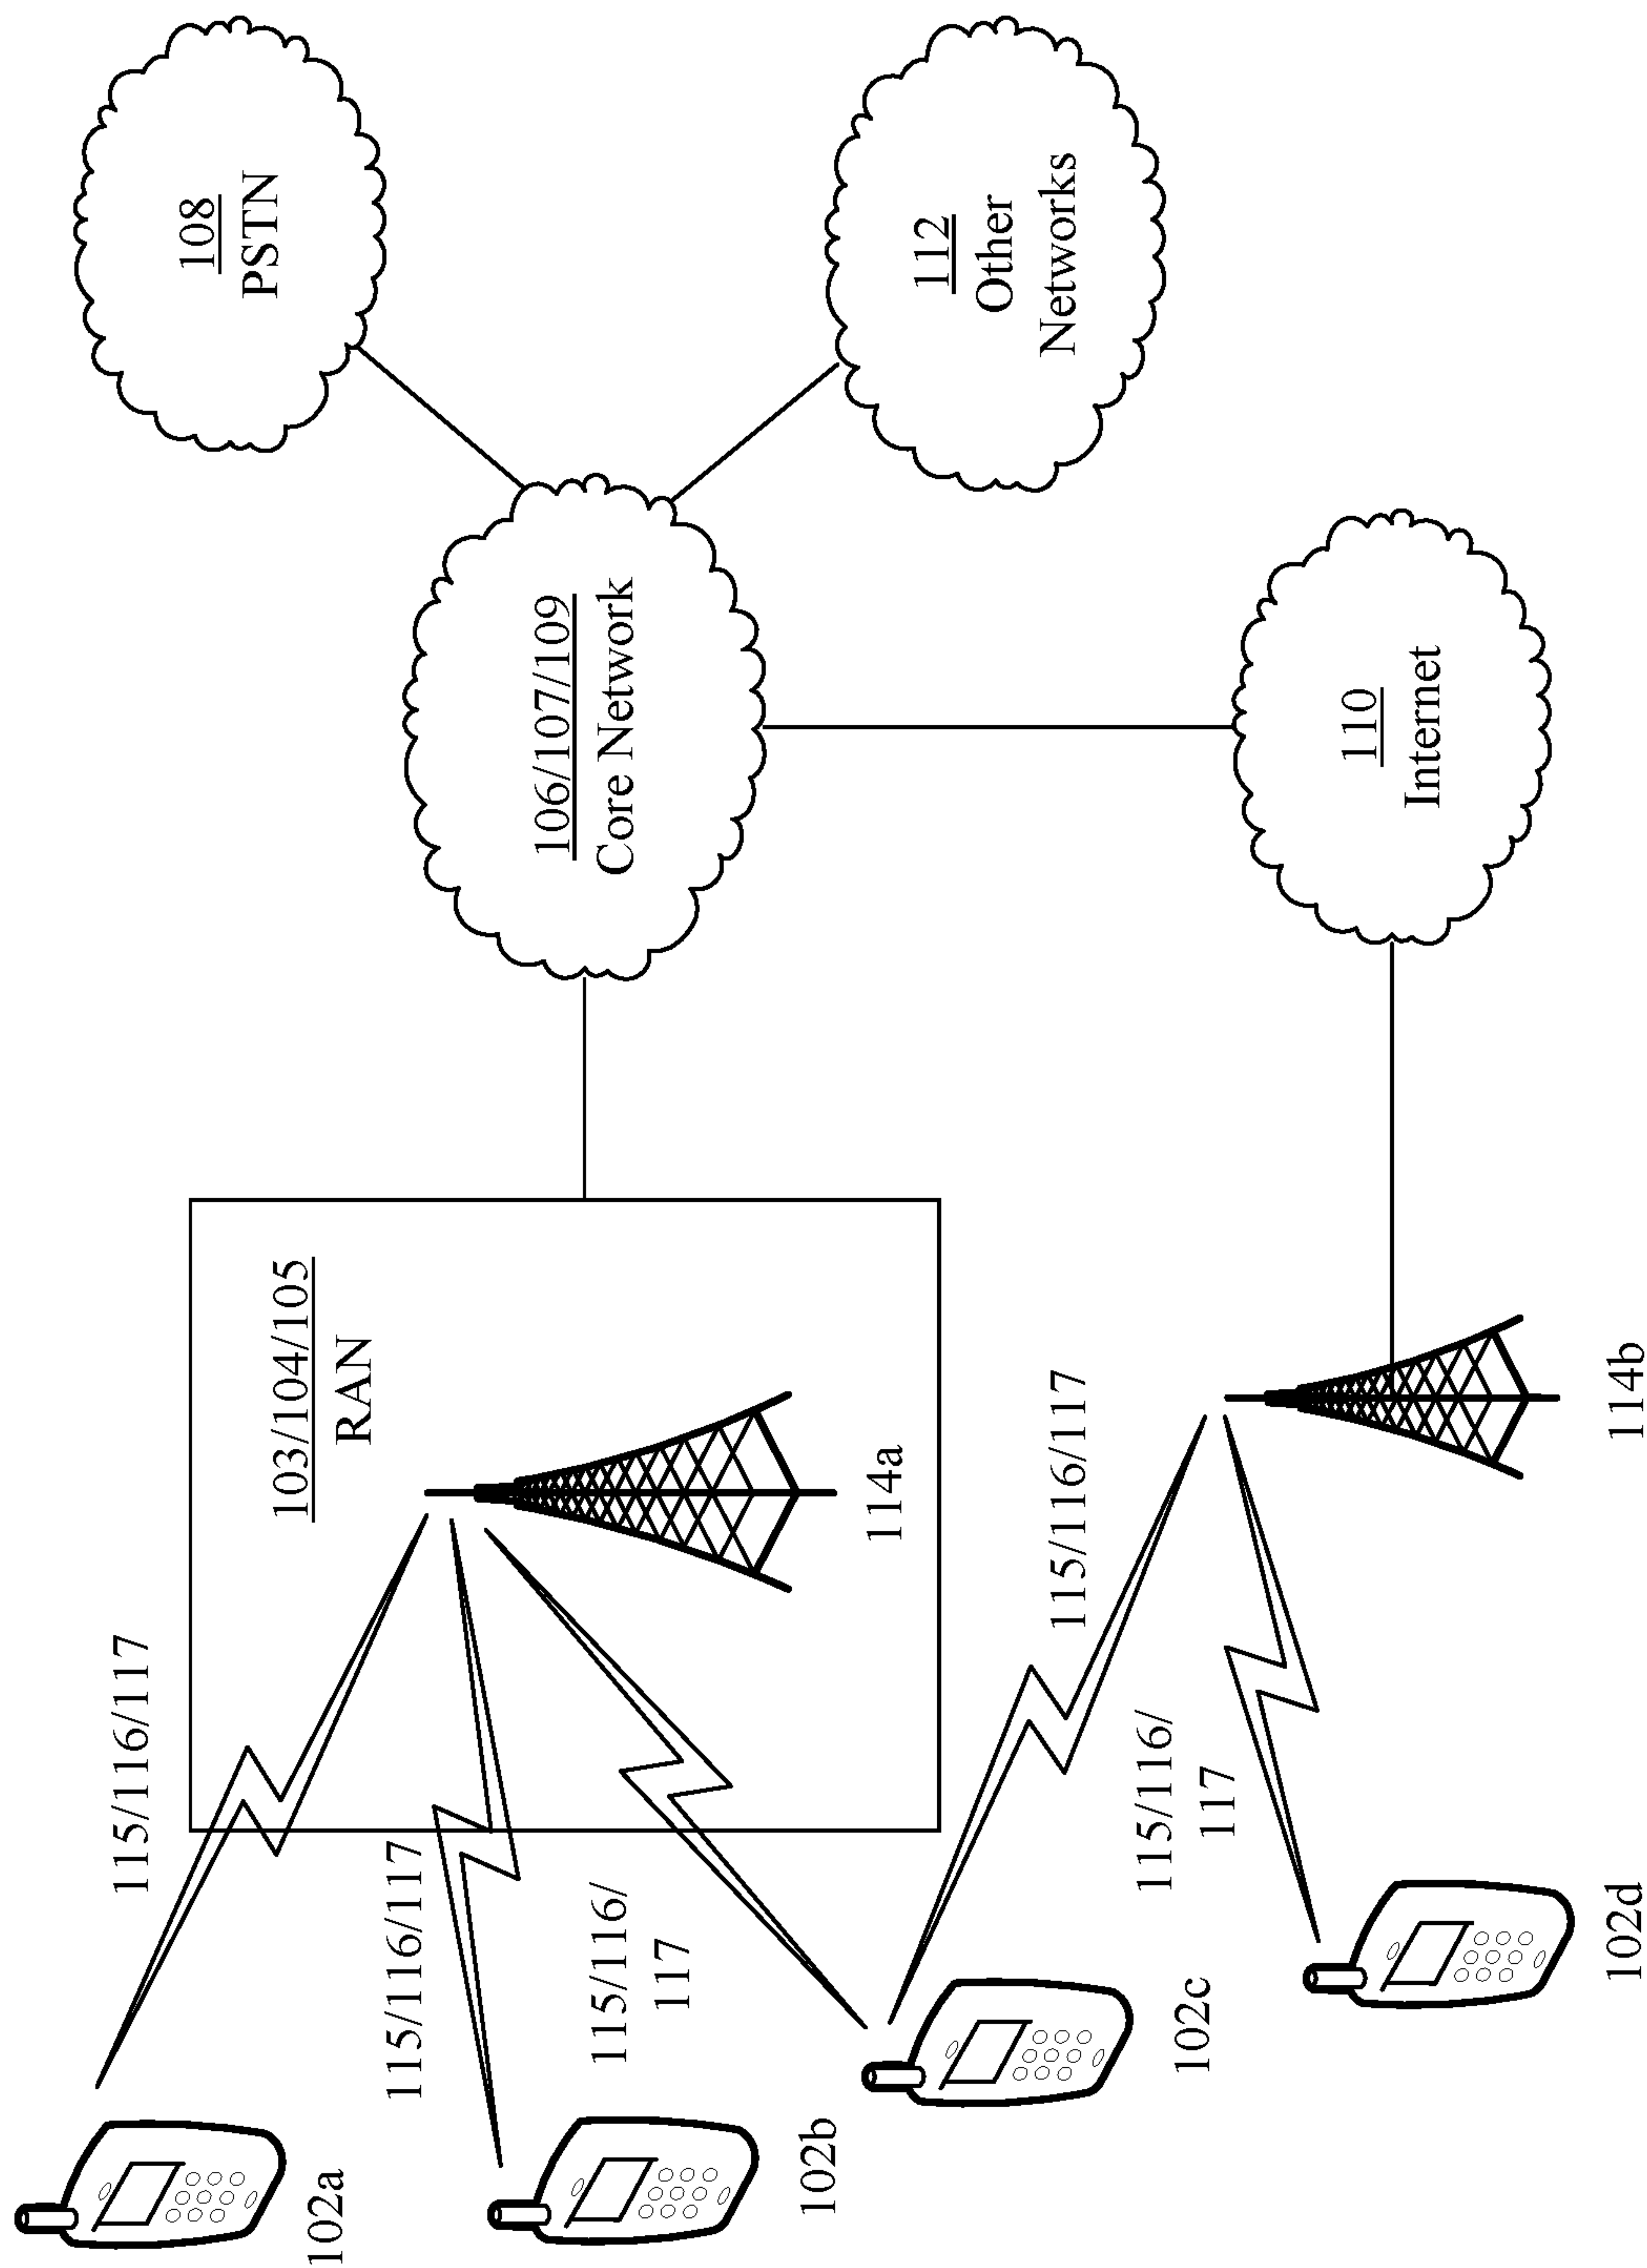 102a
115/116/117
103/104/105
RAN
108
PSTN
102b
115/116/117
115/116/
117
114a
106/107/109
Core Network
112
Other
Networks
102c
115/116/117
115/116/
117
102d
114b
110
Internet